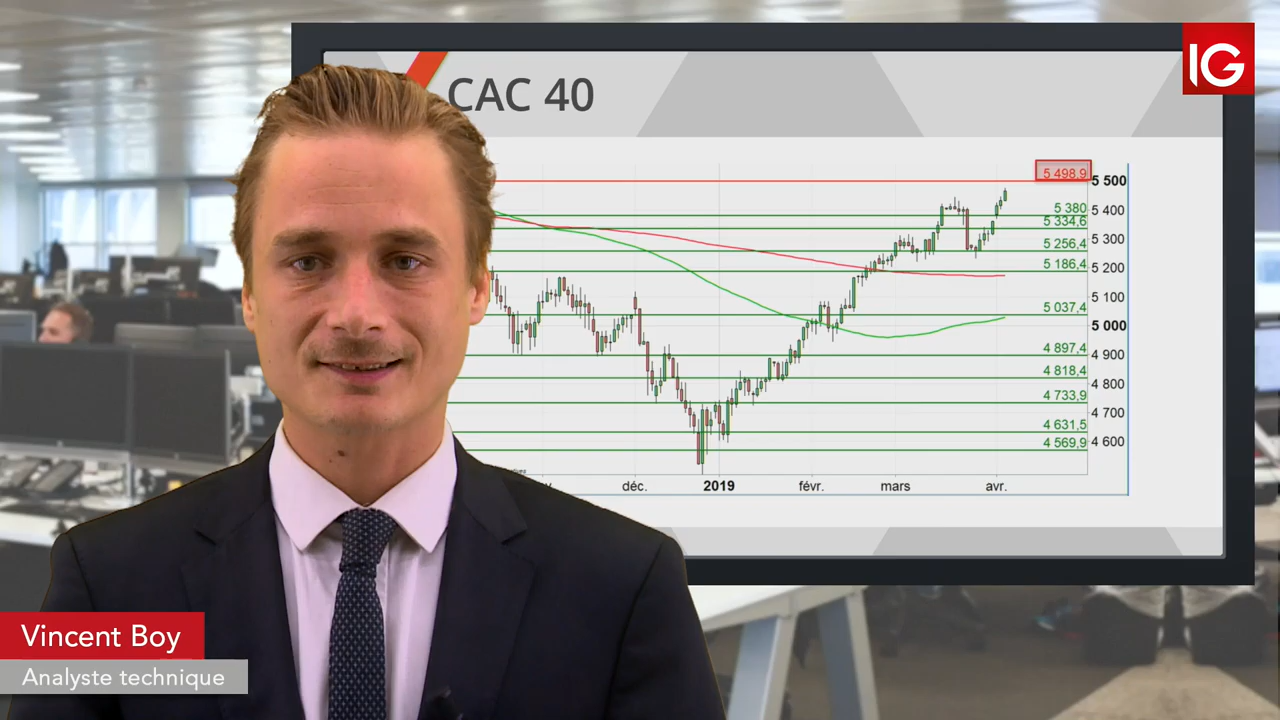 IG
CAC 40
5 498,9
5 500
5 380
5 400
5 334,6
5 300
5 256,4
5 200
5 186,4
5 100
5 037,4
5 000
4 897,4
4 900
4 818,4
4 800
4 733,9
4 700
4 631,5
4 600
4 569,9
déc.
2019
févr.
mars
avr.
Vincent Boy
Analyste technique